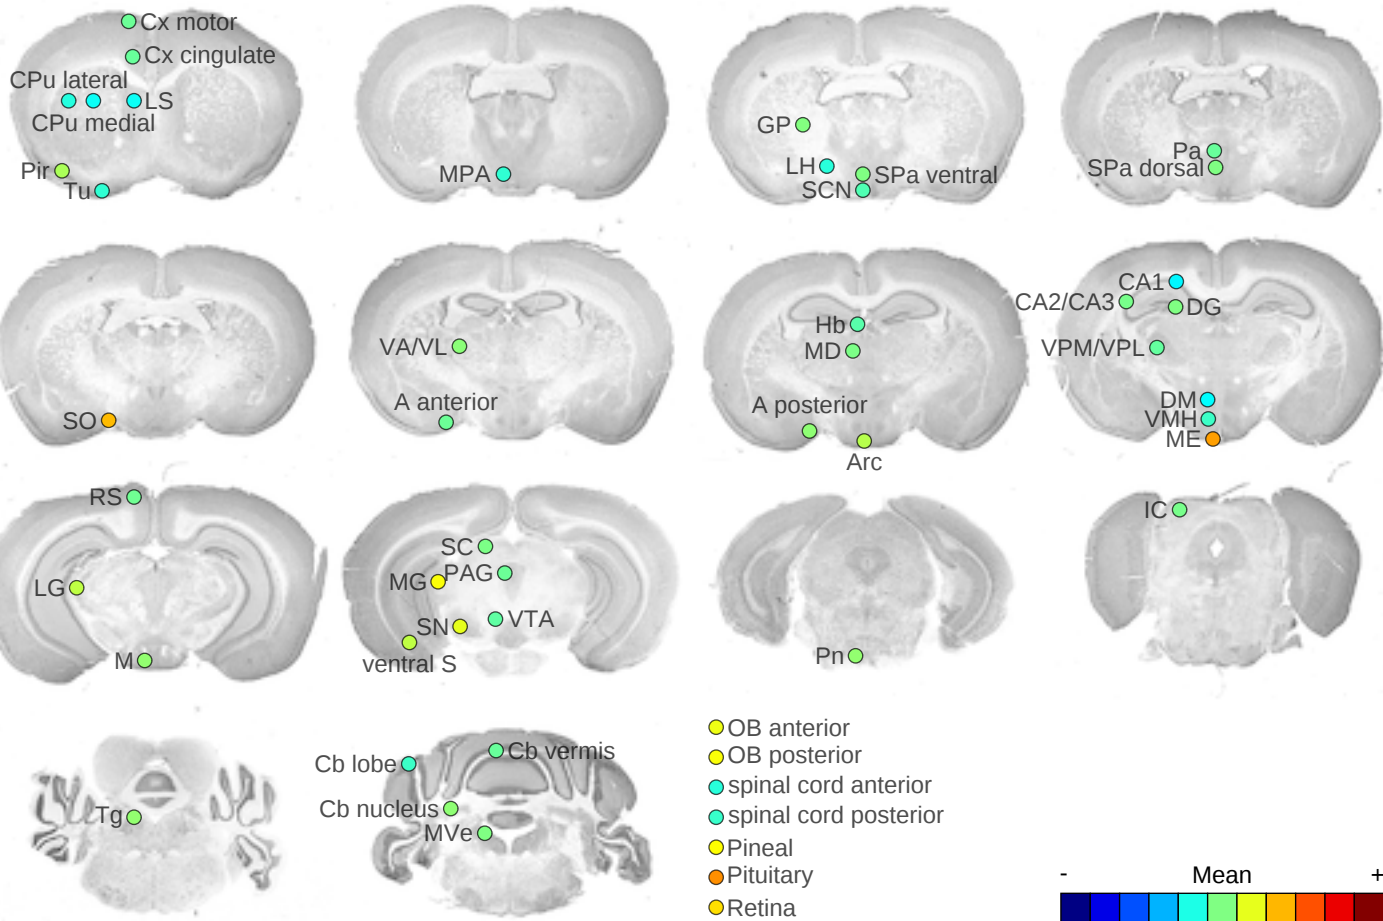 Cx motor
Cx cingulate
CPu lateral
LS
CPu medial
Pir
Tu
MPA
GP
LH
SPa ventral
SCN
Pa
SPa dorsal
SO
VA/VL
A anterior
Hb
MD
A posterior
Arc
CA1
CA2/CA3
DG
VPM/VPL
DM
VMH
ME
RS
LG
M
SC
MG
PAG
SN
VTA
ventral S
Pn
IC
Tg
Cb lobe
Cb vermis
Cb nucleus
MVe
OB anterior
OB posterior
spinal cord anterior
spinal cord posterior
Pineal
Pituitary
Retina
- Mean +